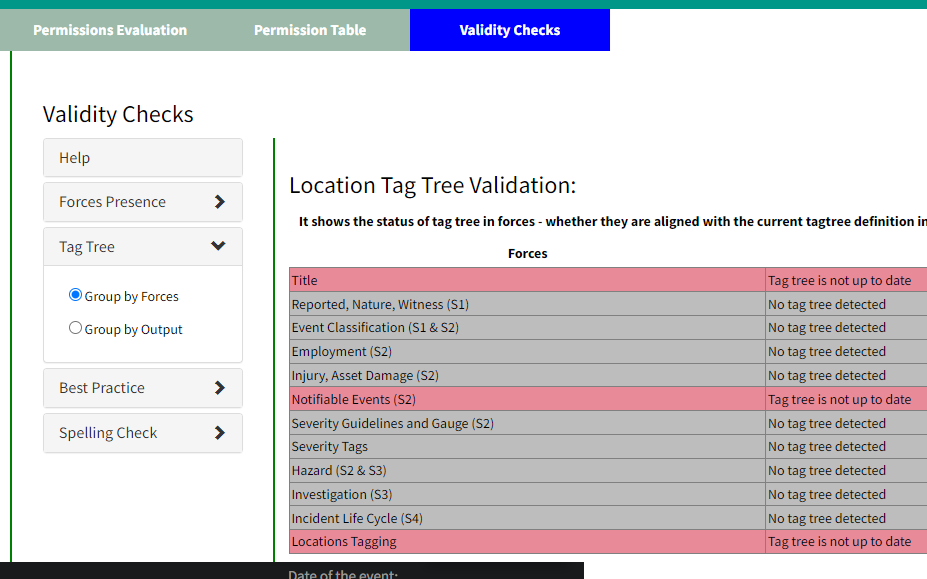 Permissions Evaluation Permission Table Validity Checks
Validity Checks
Help
Forces Presence
Tag Tree
Group by Forces
Group by Output
Best Practice
Spelling Check
Location Tag Tree Validation:
It shows the status of tag tree in forces - whether they are aligned with the current tagtree definition in
Forces
Title Tag tree is not up to date
Reported, Nature, Witness (S1) No tag tree detected
Event Classification (S1 & S2) No tag tree detected
Employment (S2) No tag tree detected
Injury, Asset Damage (S2) No tag tree detected
Notifiable Events (S2) Tag tree is not up to date
Severity Guidelines and Gauge (S2) No tag tree detected
Severity Tags No tag tree detected
Hazard (S2 & S3) No tag tree detected
Investigation (S3) No tag tree detected
Incident Life Cycle (S4) No tag tree detected
Locations Tagging Tag tree is not up to date
Date of the event: